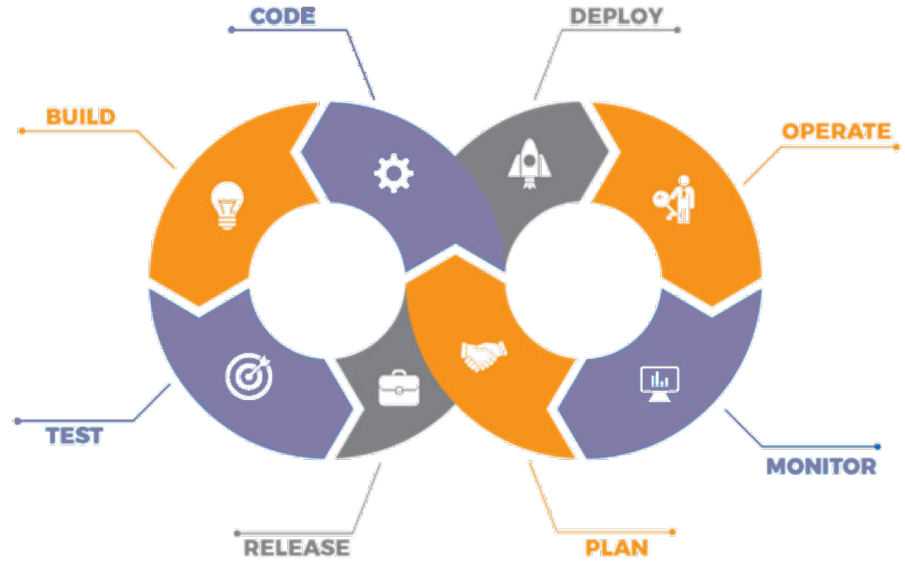 CODE
DEPLOY
BUILD
OPERATE
TEST
MONITOR
RELEASE
PLAN